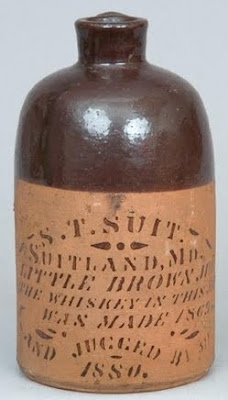 S.T. SUIT.
SUITLAND, MD.
LITTLE BROWN
THE WHISKEY IN THIS
WAS MADE
AND JUGGED BY
1880.